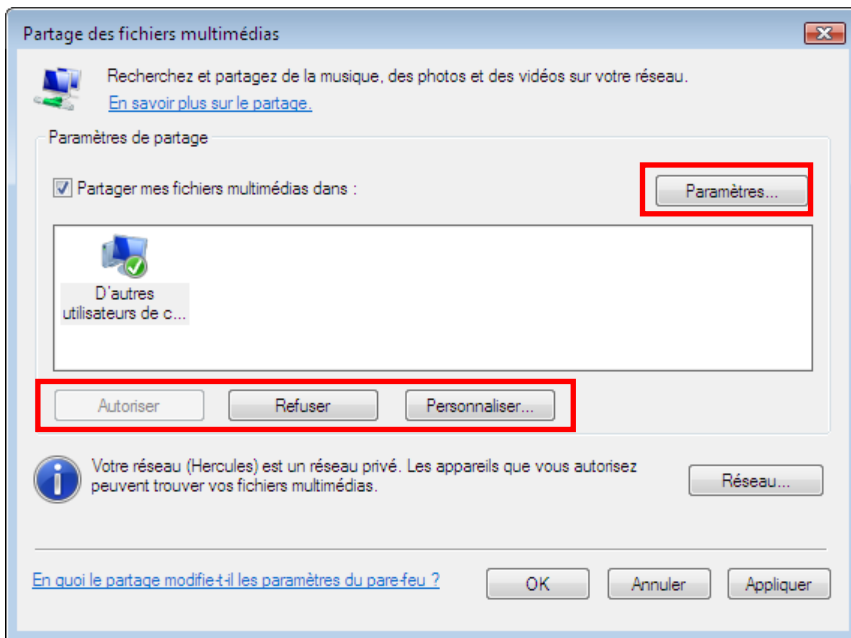 Partage des fichiers multimédias
Recherchez et partagez de la musique, des photos et des vidéos sur votre réseau.
En savoir plus sur le partage.
Paramètres de partage
Partager mes fichiers multimédias dans :
Paramètres...
D'autres
utilisateurs de c...
Autoriser
Refuser
Personnaliser...
Votre réseau (Hercules) est un réseau privé. Les appareils que vous autorisez
peuvent trouver vos fichiers multimédias.
Réseau...
En quoi le partage modifie-t-il les paramètres du pare-feu ?
OK
Annuler
Appliquer